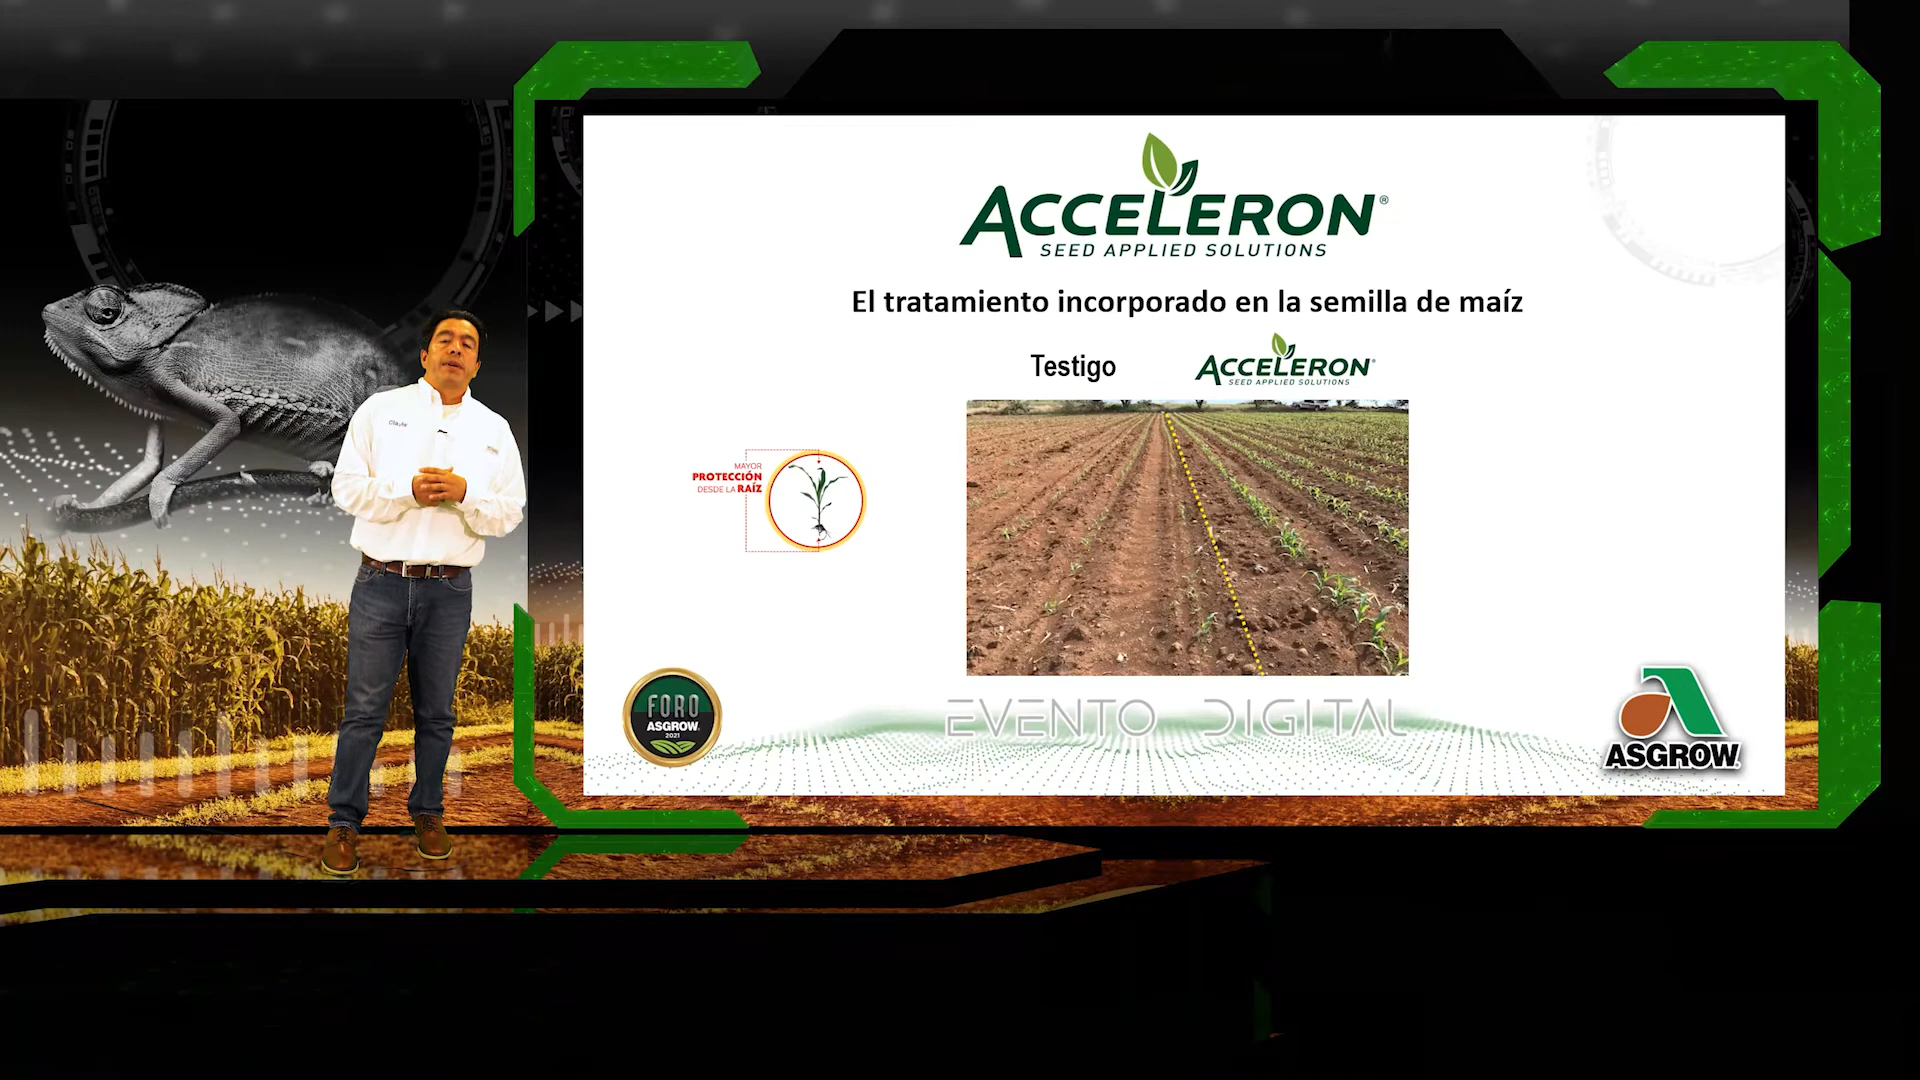 ACCELERON®
SEED APPLIED SOLUTIONS
El tratamiento incorporado en la semilla de maíz
Testigo
ACCELERON®
SEED APPLIED SOLUTIONS
MAYOR
PROTECCIÓN
DESDE LA RAÍZ
FORO
ASGROW
2021
EVENTO DIGITAL
ASGROW